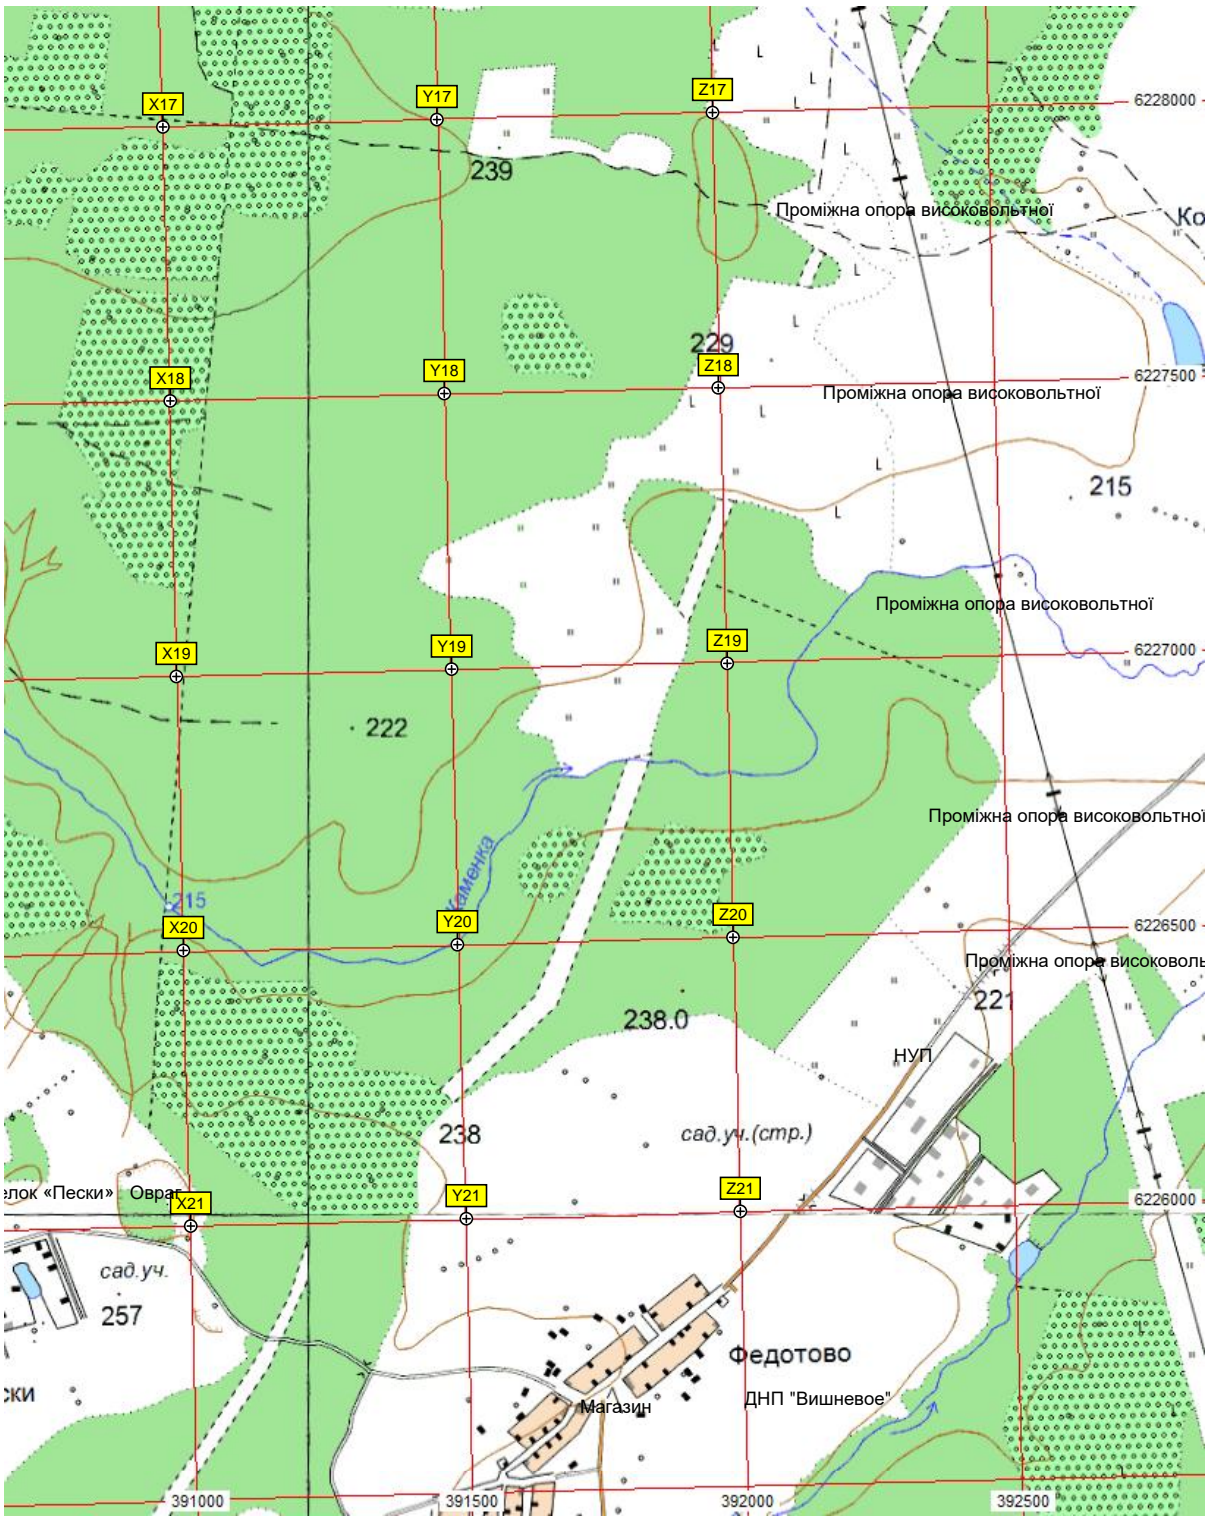 Z17
Y17
X17
6228000
239
Проміжна опора високовольтної
Ко
229
Z18
Y18
X18
6227500
Проміжна опора високовольтної
215
Проміжна опора високовольтної
Z19
Y19
X19
6227000
222
Проміжна опора високовольтної
Каменка
215
Z20
Y20
X20
6226500
Проміжна опора високоволь
221
238.0
НУП
238
сад.уч.(стр.)
елок «Пески»
Овраг
Z21
Y21
X21
6226000
сад.уч.
257
Федотово
ски
ДНП "Вишневое"
Магазин
391000
391500
392000
392500